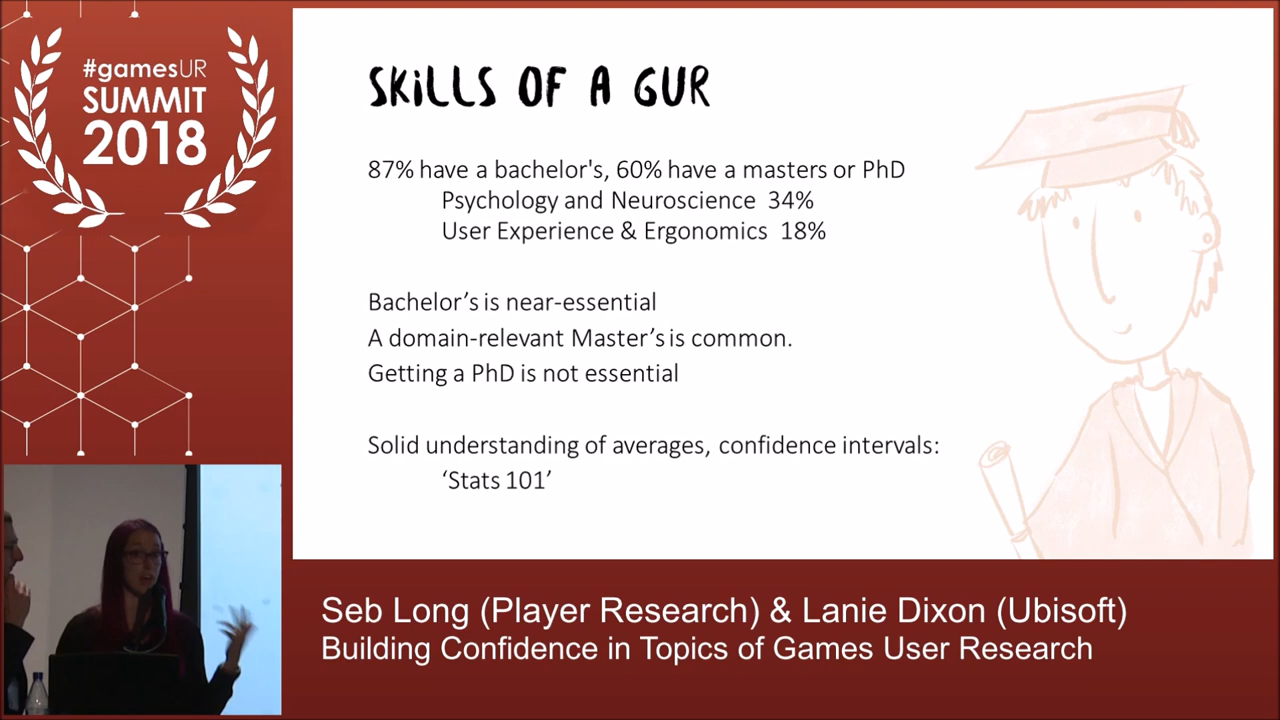 #gamesUR
SUMMIT
2018
SKiLLS OF A GUR
87% have a bachelor's, 60% have a masters or PhD
Psychology and Neuroscience 34%
User Experience & Ergonomics 18%
Bachelor’s is near-essential
A domain-relevant Master’s is common.
Getting a PhD is not essential
Solid understanding of averages, confidence intervals:
‘Stats 101’
Seb Long (Player Research) & Lanie Dixon (Ubisoft)
Building Confidence in Topics of Games User Research